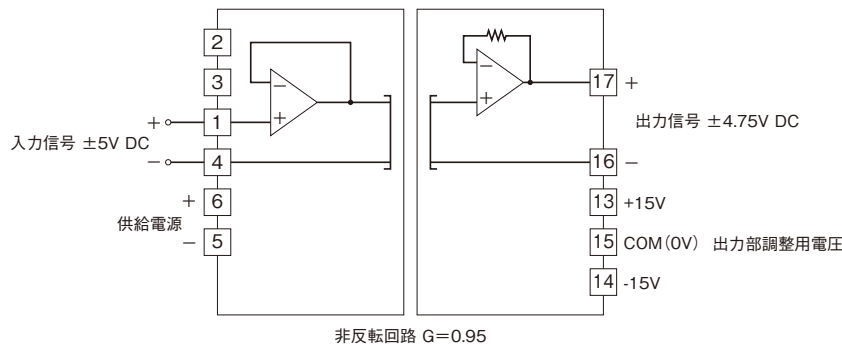 2
3
+ 1
入力信号 ±5V DC
− 4
+ 6
供給電源
− 5
−
+
−
+
17 +
出力信号 ±4.75V DC
16 −
13 +15V
15 COM(0V) 出力部調整用電圧
14 -15V
非反転回路 G=0.95